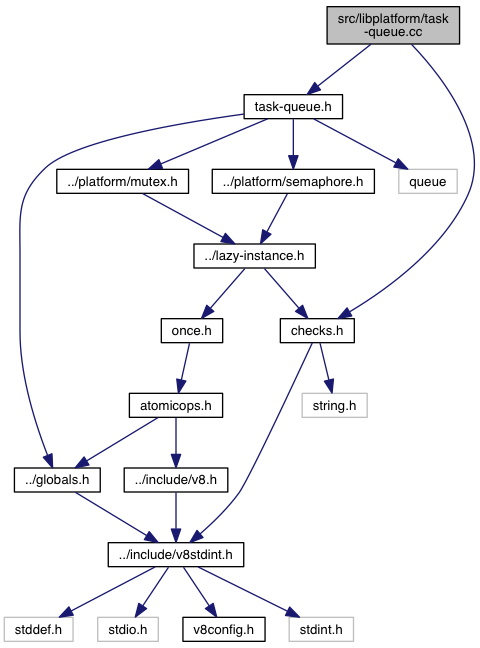 src/libplatform/task
-queue.cc
task-queue.h
../platform/mutex.h
../platform/semaphore.h
queue
../lazy-instance.h
once.h
checks.h
atomicops.h
string.h
../globals.h
../include/v8.h
../include/v8stdint.h
stddef.h
stdio.h
v8config.h
stdint.h